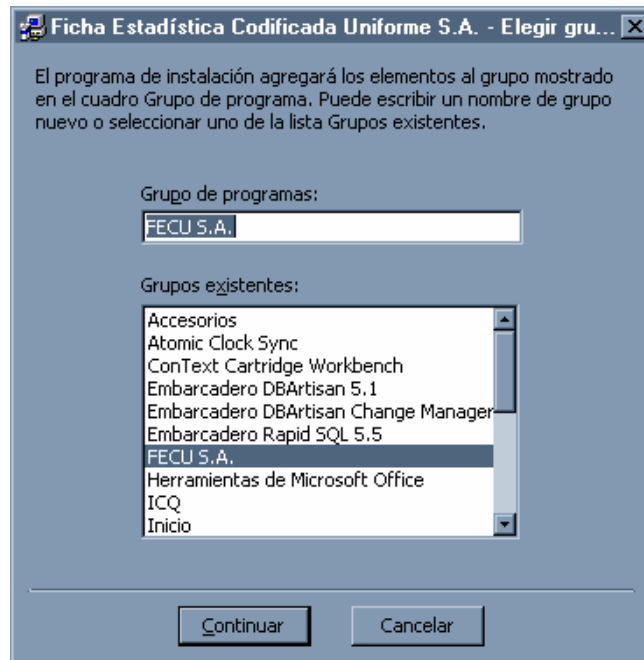 Ficha Estadística Codificada Uniforme S.A. - Elegir gru...
El programa de instalación agregará los elementos al grupo mostrado
en el cuadro Grupo de programa. Puede escribir un nombre de grupo
nuevo o seleccionar uno de la lista Grupos existentes.
Grupo de programas:
FECU S.A.
Grupos existentes:
Accesorios
Atomic Clock Sync
ConText Cartridge Workbench
Embarcadero DBArtisan 5.1
Embarcadero DBArtisan Change Manager
Embarcadero Rapid SQL 5.5
FECU S.A.
Herramientas de Microsoft Office
ICQ
Inicio
Continuar Cancelar